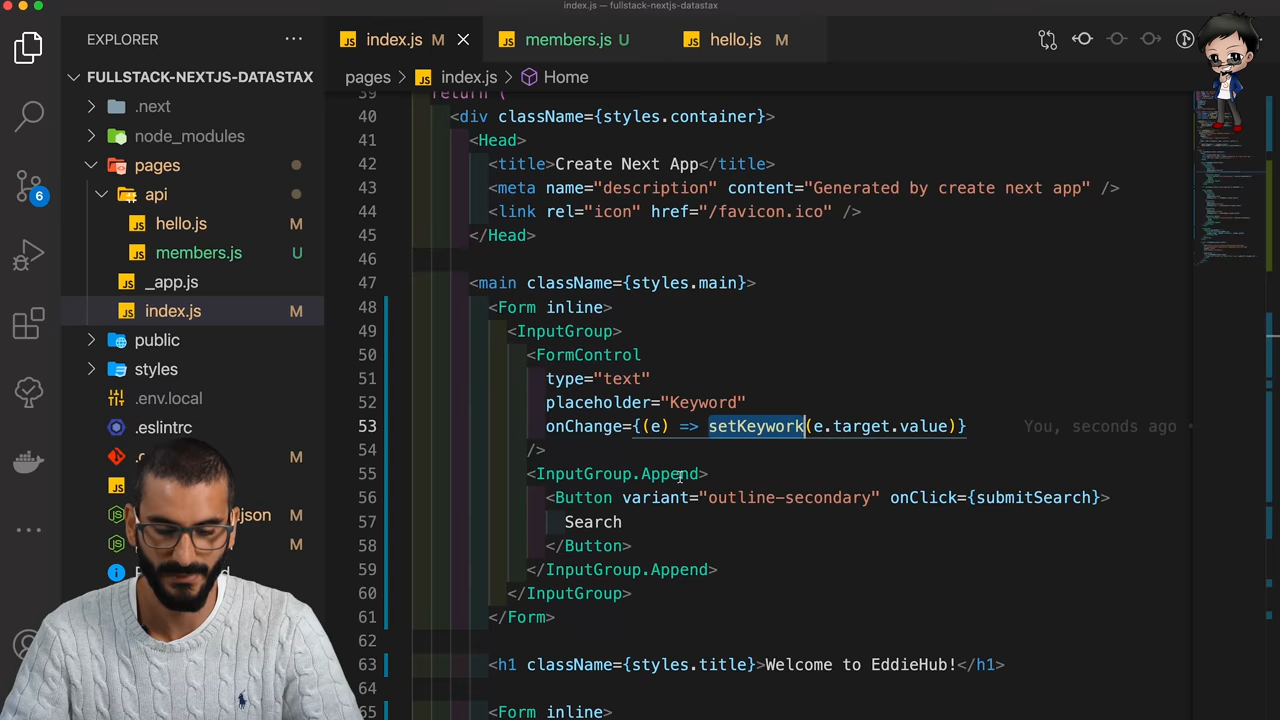 index.js — fullstack-nextjs-datastax
EXPLORER ...
index.js M
members.js U
hello.js M
FULLSTACK-NEXTJS-DATASTAX
pages > index.js > Home
.next
node_modules
pages
api
hello.js
members.js U
_app.js
index.js M
public
styles
.env.local
.eslintrc
.json M
M
6
39 return (
40 <div className={styles.container}>
41 <Head>
42 <title>Create Next App</title>
43 <meta name="description" content="Generated by create next app" />
44 <link rel="icon" href="/favicon.ico" />
45 </Head>
46
47 <main className={styles.main}>
48 <Form inline>
49 <InputGroup>
50 <FormControl
51 type="text"
52 placeholder="Keyword"
53 onChange={(e) => setKeywork(e.target.value)} You, seconds ago •
54 />
55 <InputGroup.Append>
56 <Button variant="outline-secondary" onClick={submitSearch}>
57 Search
58 </Button>
59 </InputGroup.Append>
60 </InputGroup>
61 </Form>
62
63 <h1 className={styles.title}>Welcome to EddieHub!</h1>
64
65 <Form inline>